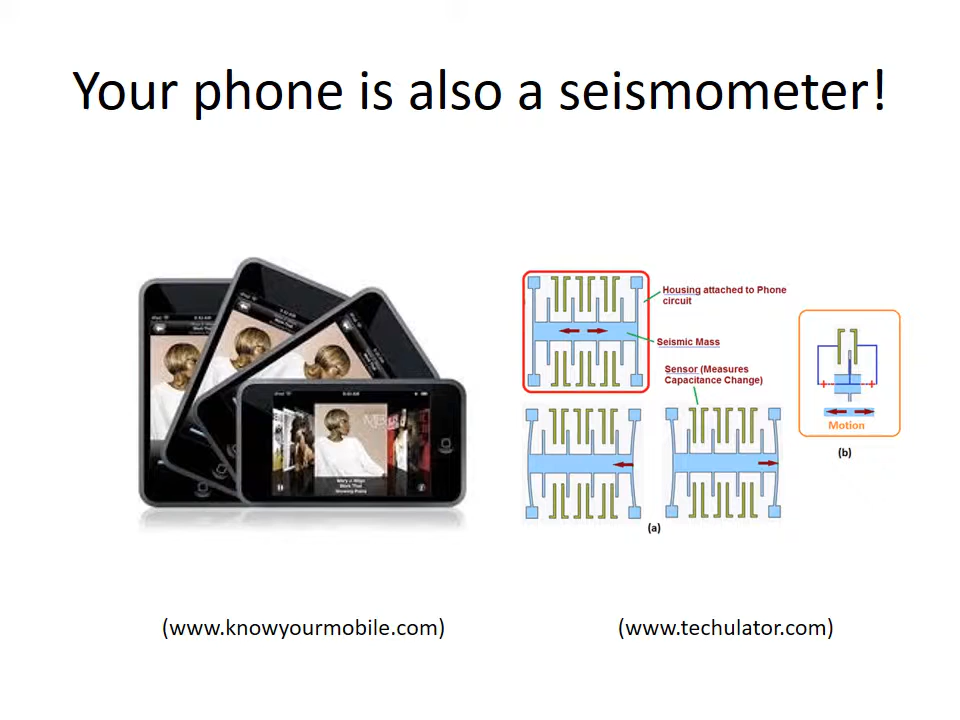 Your phone is also a seismometer!
Housing attached to Phone
circuit
Seismic Mass
Sensor (Measures
Capacitance Change)
Motion
(b)
(a)
(www.knowyourmobile.com)
(www.techulator.com)